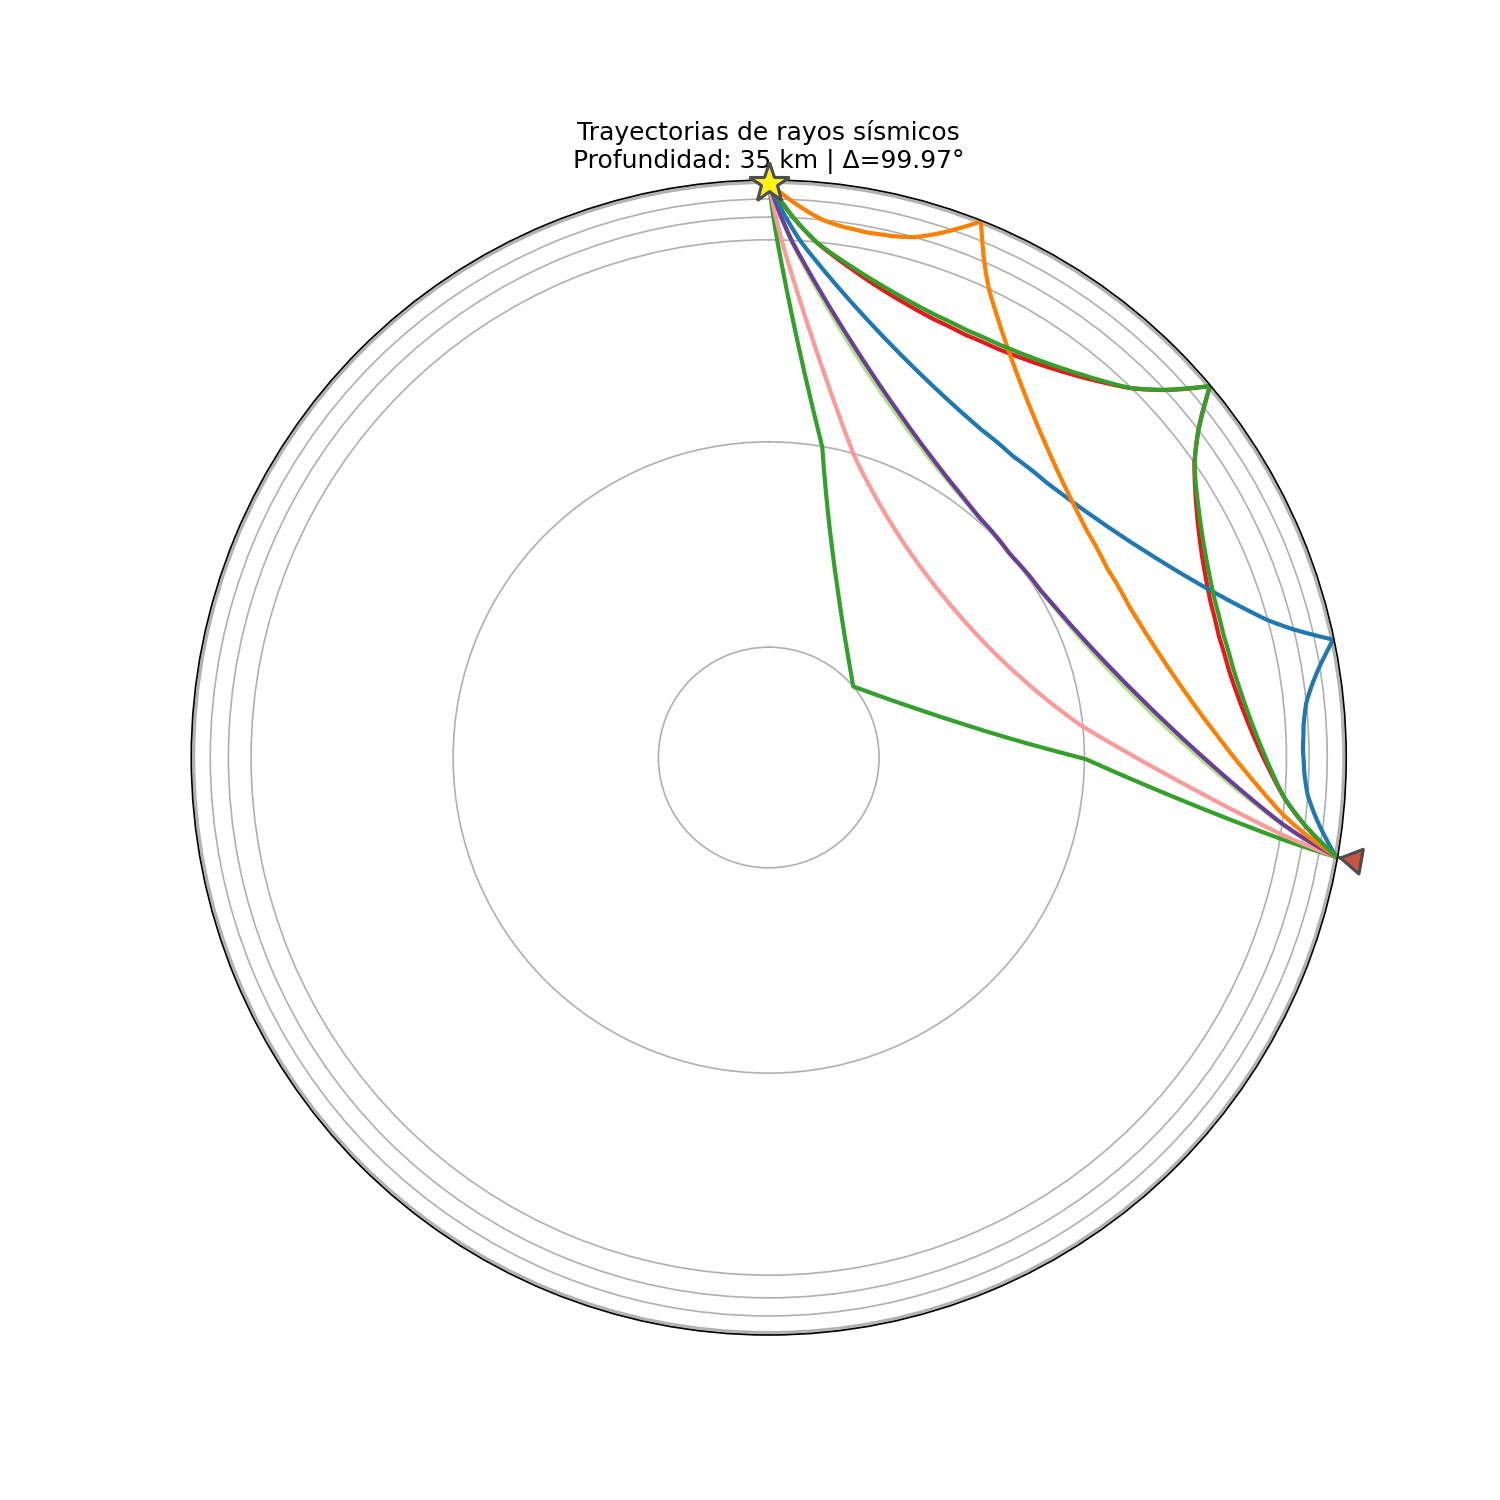 Trayectorias de rayos sísmicos
Profundidad: 35 km | Δ=99.97°